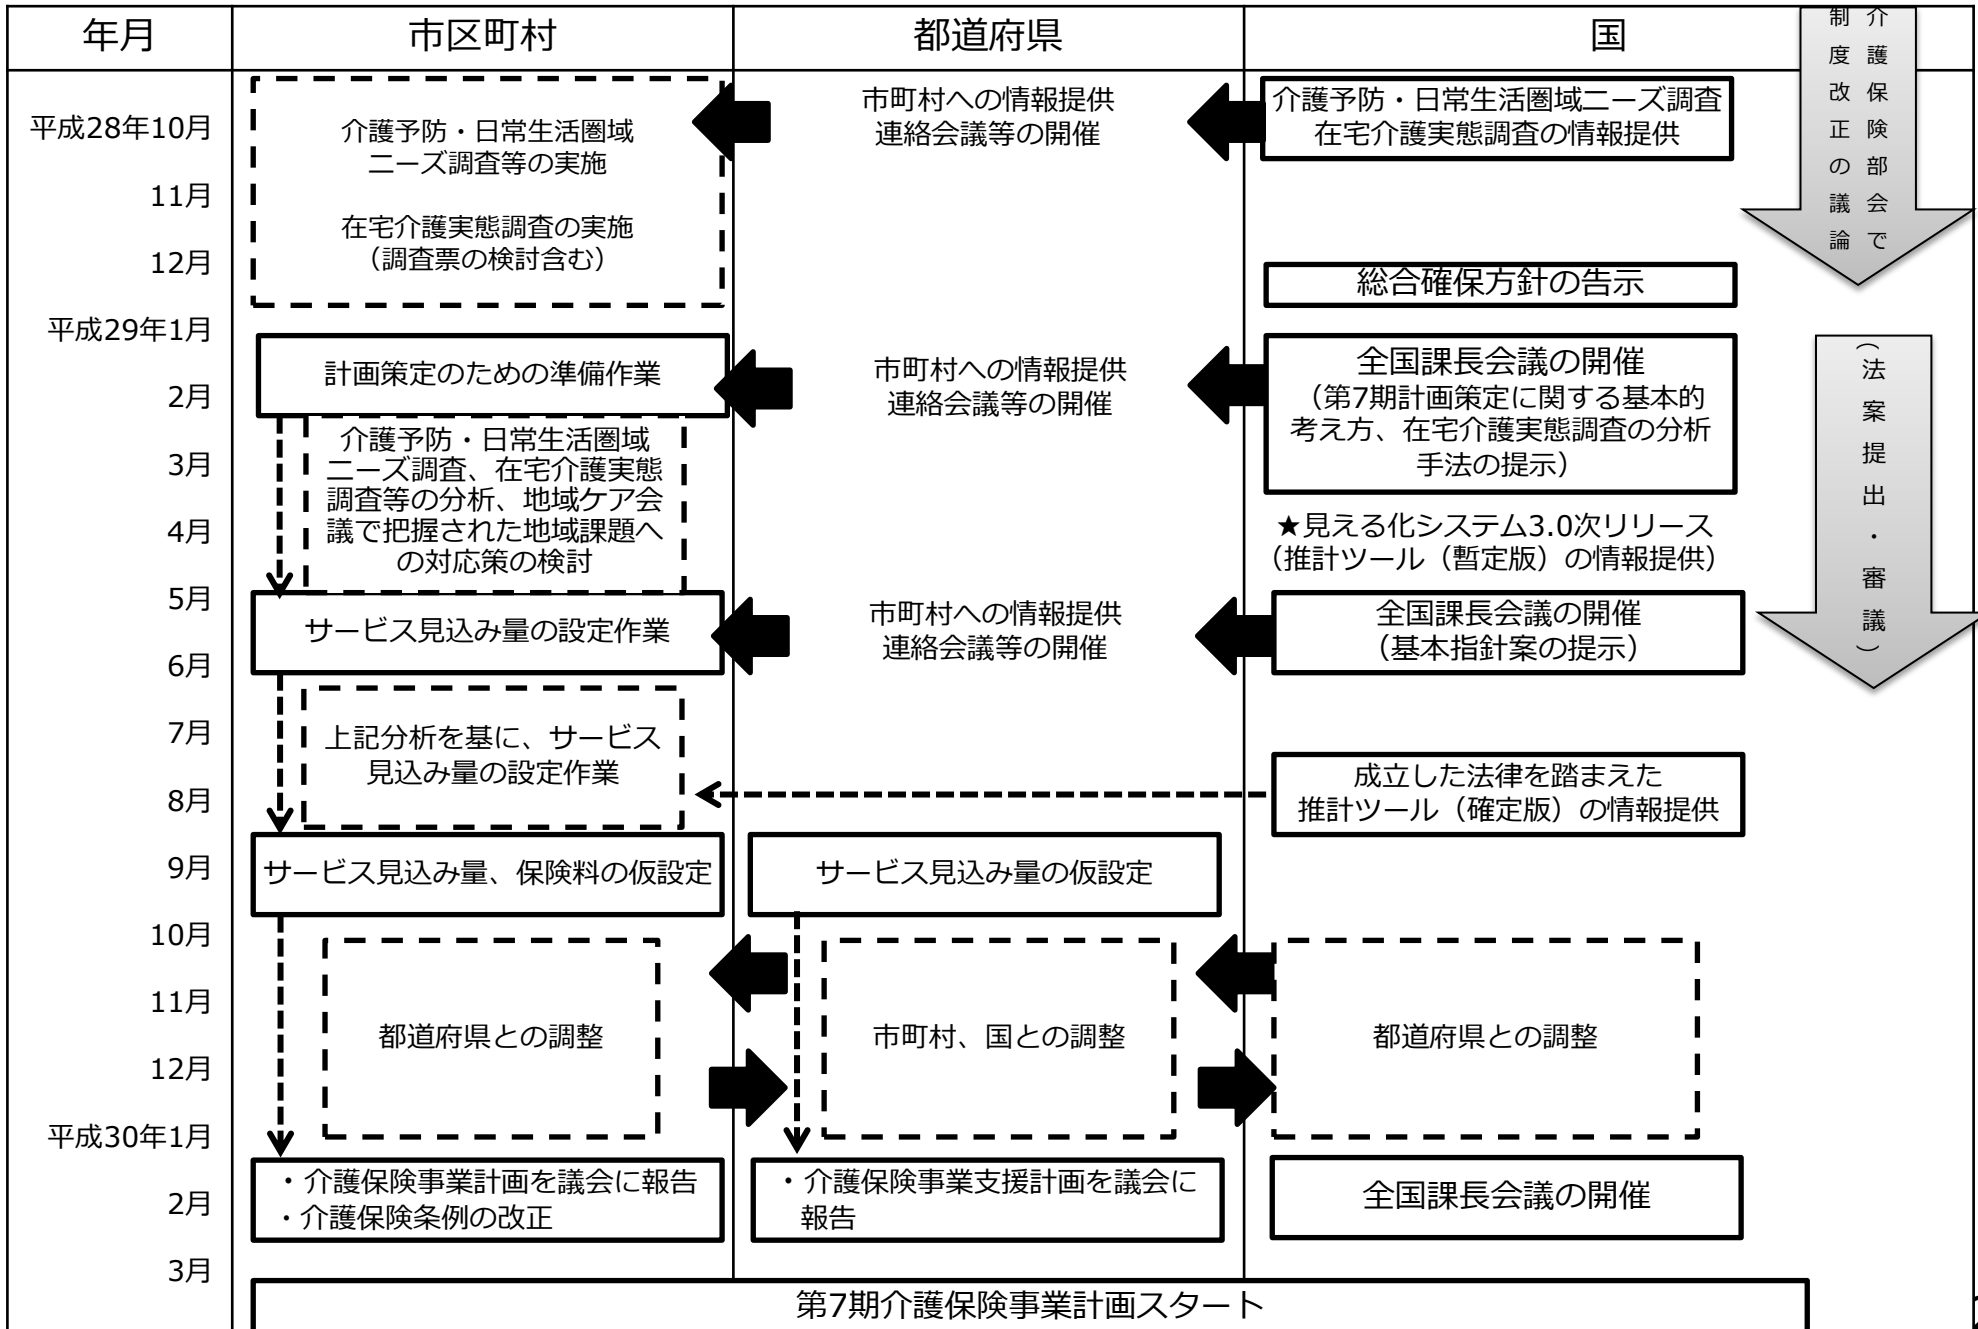 年月
市区町村
都道府県
国
介護保険部会で
制度改正の議論
平成28年10月
11月
12月
平成29年1月
2月
3月
4月
5月
6月
7月
8月
9月
10月
11月
12月
平成30年1月
2月
3月
介護予防・日常生活圏域
ニーズ調査等の実施
在宅介護実態調査の実施
（調査票の検討含む）
市町村への情報提供
連絡会議等の開催
介護予防・日常生活圏域ニーズ調査
在宅介護実態調査の情報提供
総合確保方針の告示
計画策定のための準備作業
市町村への情報提供
連絡会議等の開催
全国課長会議の開催
（第7期計画策定に関する基本的
考え方、在宅介護実態調査の分析
手法の提示）
（法案提出・審議）
介護予防・日常生活圏域
ニーズ調査、在宅介護実態
調査等の分析、地域ケア会
議で把握された地域課題へ
の対応策の検討
★見える化システム3.0次リリース
（推計ツール（暫定版）の情報提供）
サービス見込み量の設定作業
市町村への情報提供
連絡会議等の開催
全国課長会議の開催
（基本指針案の提示）
上記分析を基に、サービス
見込み量の設定作業
成立した法律を踏まえた
推計ツール（確定版）の情報提供
サービス見込み量、保険料の仮設定
サービス見込み量の仮設定
都道府県との調整
市町村、国との調整
都道府県との調整
・介護保険事業計画を議会に報告
・介護保険条例の改正
・介護保険事業支援計画を議会に
報告
全国課長会議の開催
第7期介護保険事業計画スタート